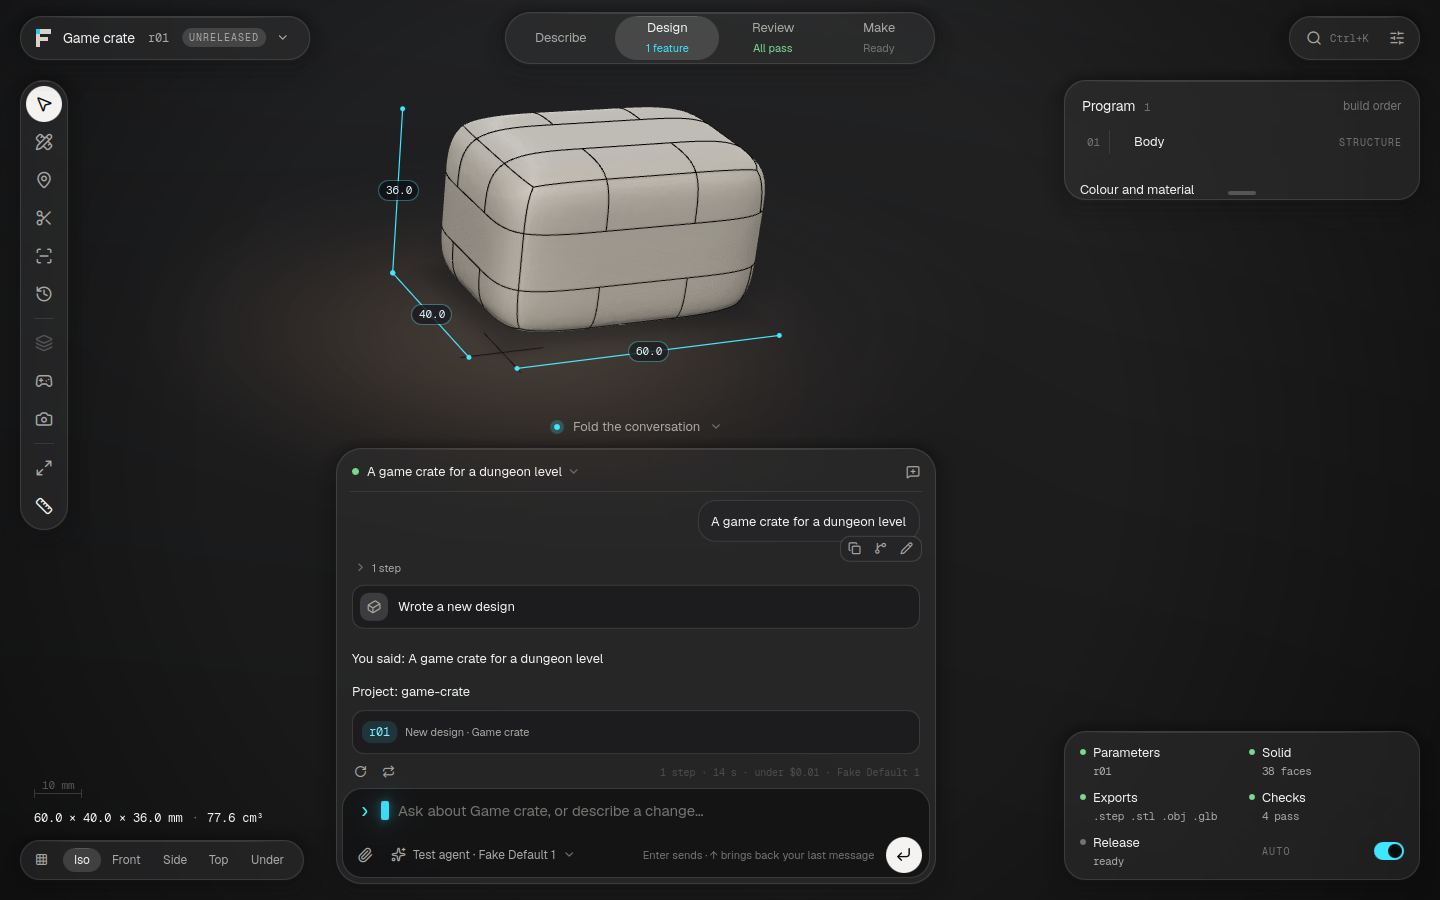 Game crate r01 UNRELEASED
Describe
Design
1 feature
Review
All pass
Make
Ready
Ctrl+K
Program 1 build order
01 Body STRUCTURE
Colour and material
36.0
40.0
60.0
Fold the conversation
A game crate for a dungeon level
A game crate for a dungeon level
1 step
Wrote a new design
You said: A game crate for a dungeon level
Project: game-crate
r01 New design · Game crate
1 step · 14 s · under $0.01 · Fake Default 1
› Ask about Game crate, or describe a change…
Test agent · Fake Default 1
Enter sends · ↑ brings back your last message
10 mm
60.0 × 40.0 × 36.0 mm · 77.6 cm³
Iso Front Side Top Under
Parameters
r01
Solid
38 faces
Exports
.step .stl .obj .glb
Checks
4 pass
Release
ready
AUTO